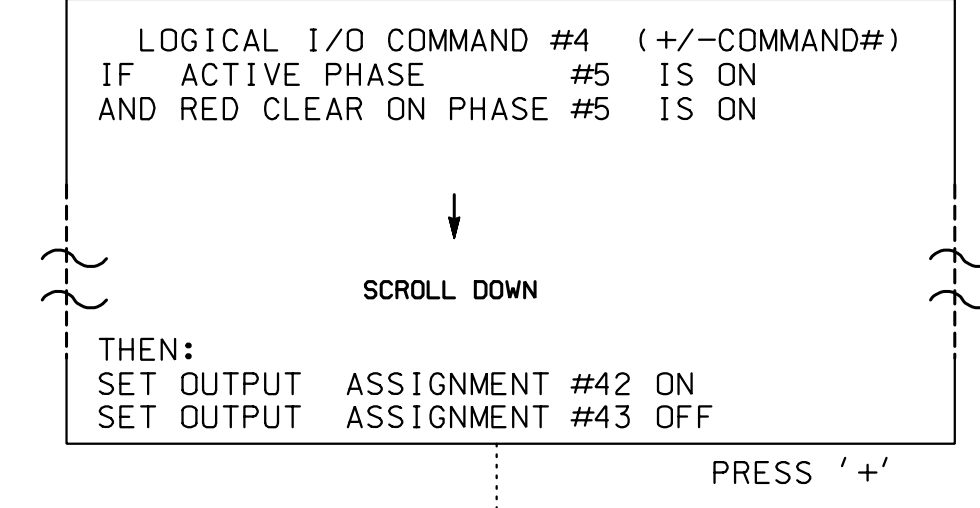 LOGICAL I/O COMMAND #4 (+/-COMMAND#)
IF ACTIVE PHASE #5 IS ON
AND RED CLEAR ON PHASE #5 IS ON
SCROLL DOWN
THEN:
SET OUTPUT ASSIGNMENT #42 ON
SET OUTPUT ASSIGNMENT #43 OFF
PRESS '+'